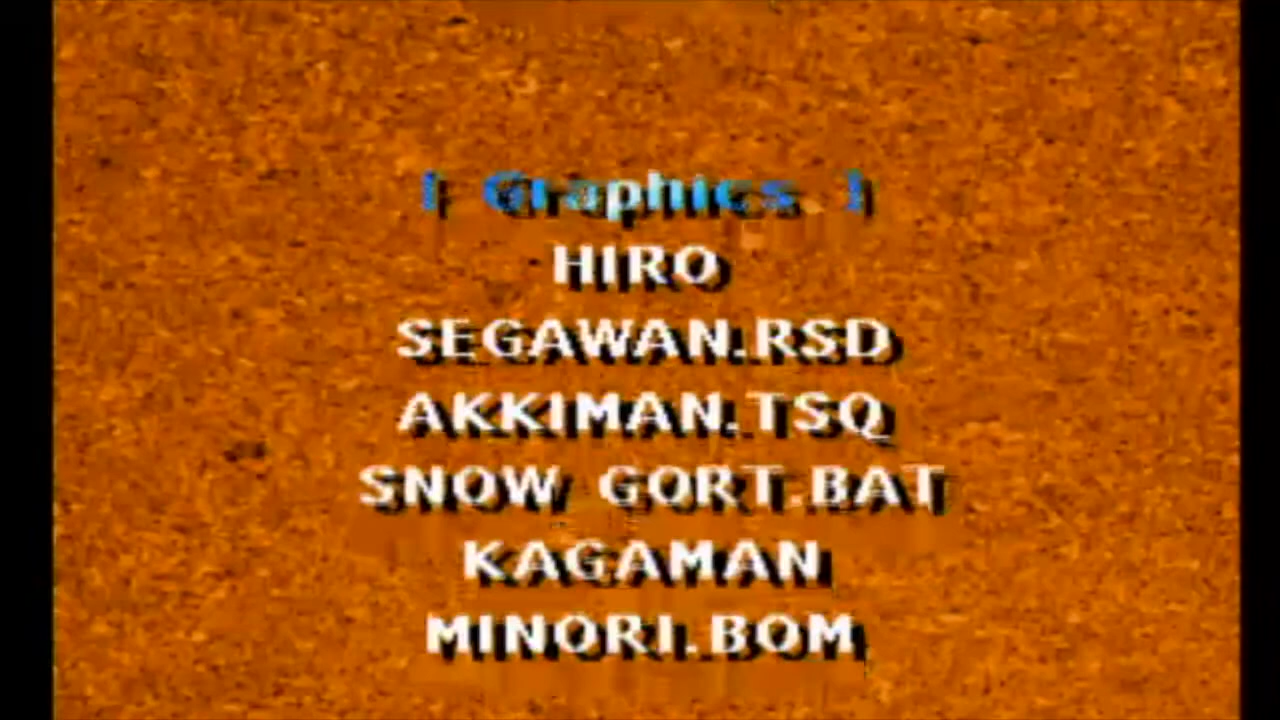 [ Graphics ]
HIRO
SEGAWAN.RSD
AKKIMAN.TSQ
SNOW GORT.BAT
KAGAMAN
MINORI.BOM